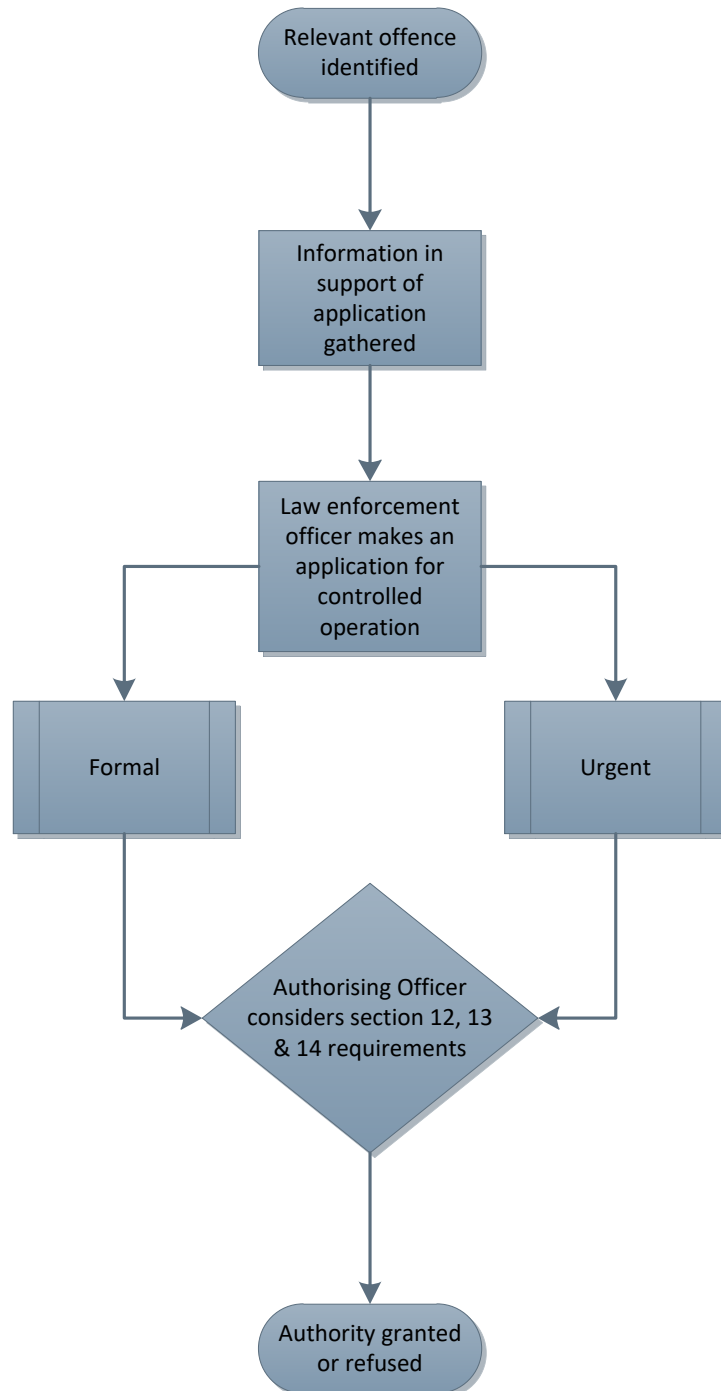 Relevant offence
identified
Information in
support of
application
gathered
Law enforcement
officer makes an
application for
controlled
operation
Formal
Urgent
Authorising Officer
considers section 12, 13
& 14 requirements
Authority granted
or refused